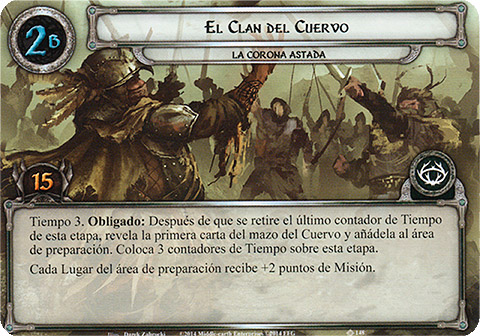 2B
El Clan del Cuervo
La Corona Astada
15
Tiempo 3. Obligado: Después de que se retire el último contador de Tiempo
de esta etapa, revela la primera carta del mazo del Cuervo y añádela al área
de preparación. Coloca 3 contadores de Tiempo sobre esta etapa.
Cada Lugar del área de preparación recibe +2 puntos de Misión.
Ilus. Darek Zabrocki
©2014 Middle-earth Enterprises ©2014 FFG
148